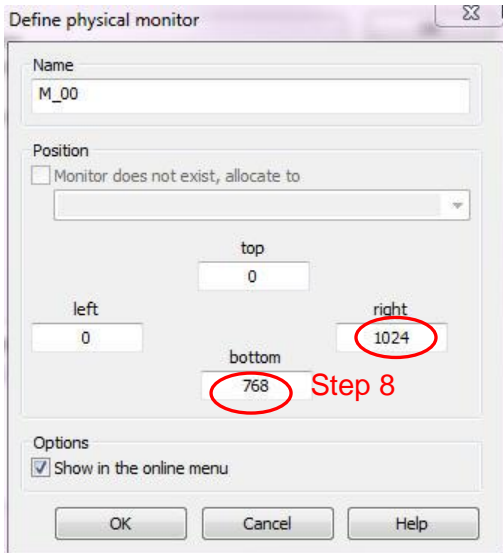 Define physical monitor
Name
M_00
Position
Monitor does not exist, allocate to
top
0
left
right
0
1024
bottom
768
Step 8
Options
Show in the online menu
OK
Cancel
Help